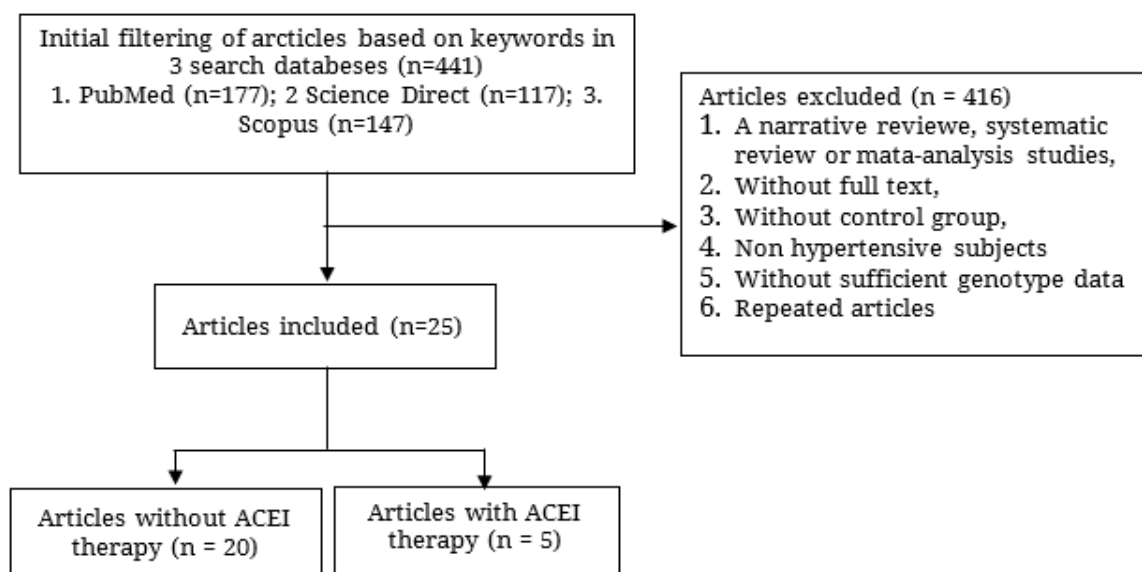 Initial filtering of arcticles based on keywords in
3 search databeses (n=441)
1. PubMed (n=177); 2 Science Direct (n=117); 3.
Scopus (n=147)
Articles excluded (n = 416)
1. A narrative reviewe, systematic
review or mata-analysis studies,
2. Without full text,
3. Without control group,
4. Non hypertensive subjects
5. Without sufficient genotype data
6. Repeated articles
Articles included (n=25)
Articles without ACEI
therapy (n = 20)
Articles with ACEI
therapy (n = 5)